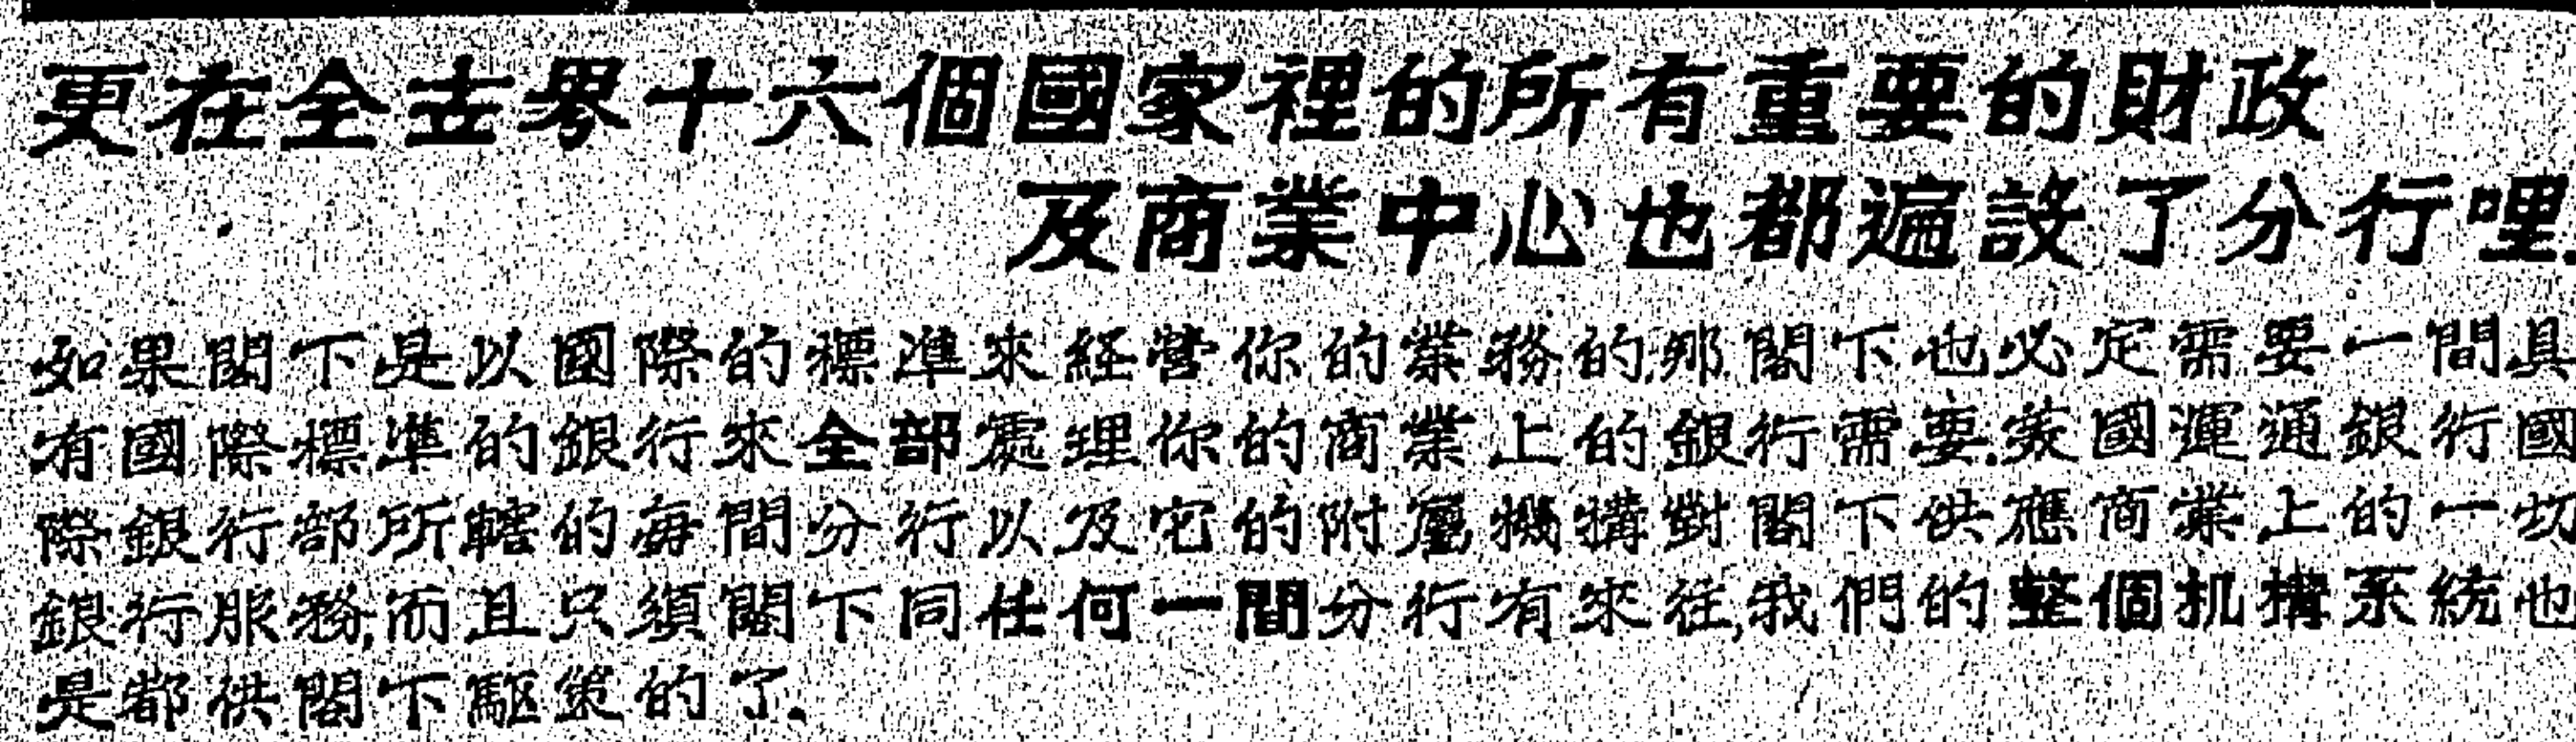 更在全世界十六個國家裡的所有重要的財政
及商業中心也都遍設了分行哩.
如果閣下是以國際的標準來経營你的業務的,那閣下也必定需要一間具
有國際標準的銀行來全部處理你的商業上的銀行需要.美國運通銀行國
際銀行部所轄的每間分行以及它的附屬機構對閣下供應商業上的一切
銀行服務,而且只須閣下同任何一間分行有來往,我們的整個机構系統也
是都供閣下驅策的了.